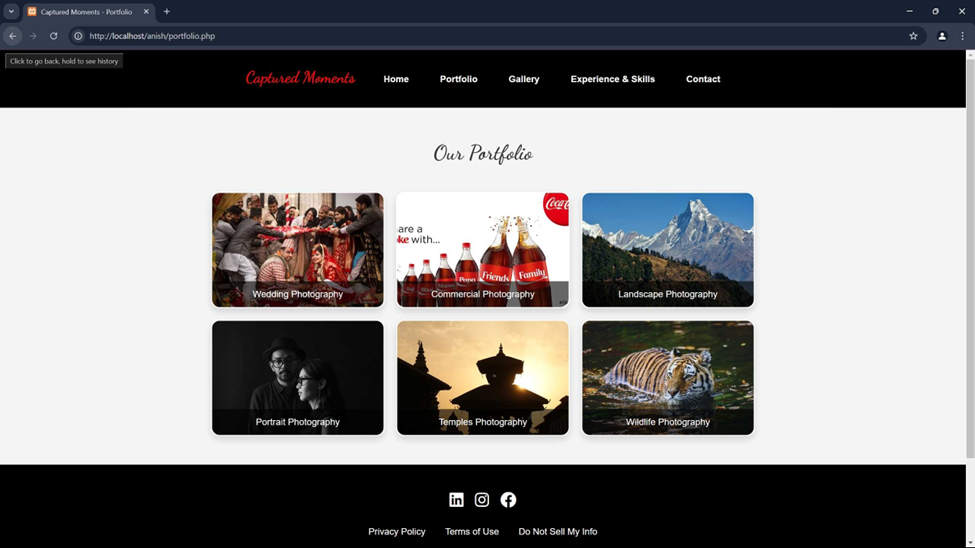 Captured Moments - Portfolio
http://localhost/anish/portfolio.php
Click to go back, hold to see history
Captured Moments Home Portfolio Gallery Experience & Skills Contact
Our Portfolio
Coca
are a
ke with...
Papa Friends Family
Wedding Photography Commercial Photography Landscape Photography
Portrait Photography Temples Photography Wildlife Photography
Privacy Policy Terms of Use Do Not Sell My Info